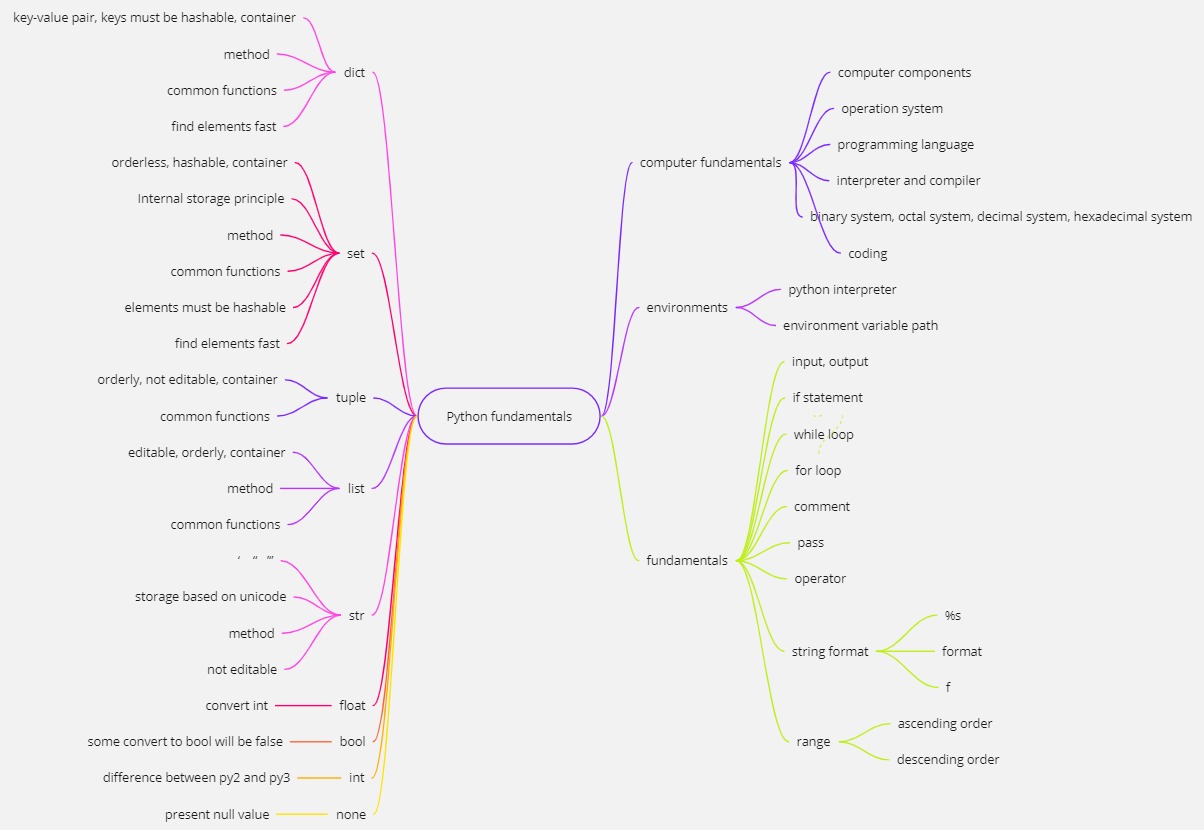 key-value pair, keys must be hashable, container
method
common functions
find elements fast
dict
orderless, hashable, container
Internal storage principle
method
common functions
elements must be hashable
find elements fast
set
orderly, not editable, container
common functions
tuple
editable, orderly, container
method
common functions
list
‘ “ ‘’’
storage based on unicode
method
not editable
str
convert int
float
some convert to bool will be false
bool
difference between py2 and py3
int
present null value
none
Python fundamentals
computer fundamentals
computer components
operation system
programming language
interpreter and compiler
binary system, octal system, decimal system, hexadecimal system
coding
environments
python interpreter
environment variable path
fundamentals
input, output
if statement
while loop
for loop
comment
pass
operator
string format
%s
format
f
range
ascending order
descending order